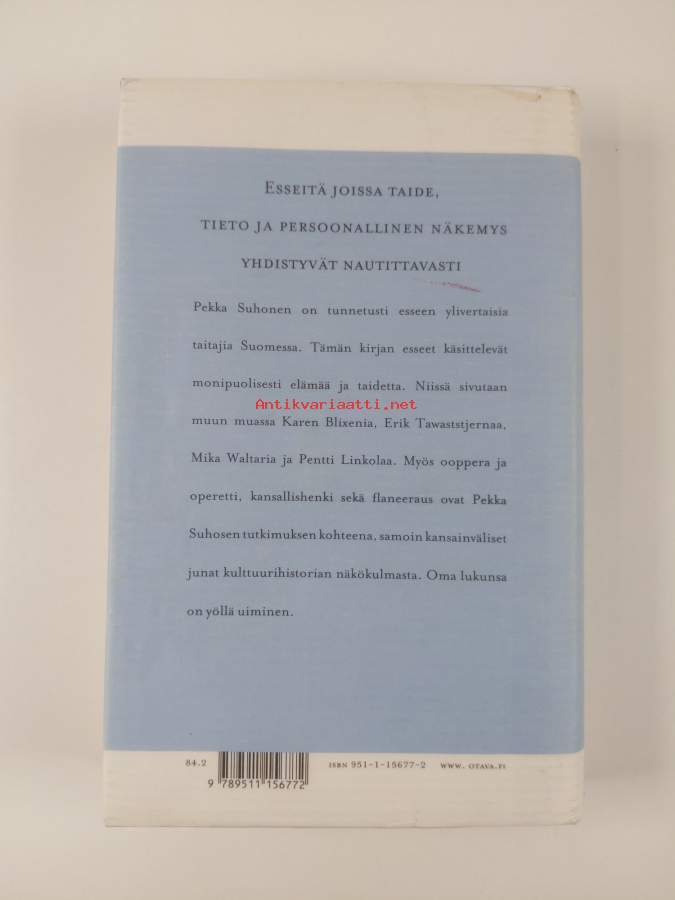 Esseitä joissa taide,
tieto ja persoonallinen näkemys
yhdistyvät nautittavasti
Pekka Suhonen on tunnetusti esseen ylivertaisia
taitajia Suomessa. Tämän kirjan esseet käsittelevät
monipuolisesti elämää ja taidetta. Niissä sivutaan
Antikvariaatti.net
muun muassa Karen Blixenia, Erik Tawaststjernaa,
Mika Waltaria ja Pentti Linkolaa. Myös ooppera ja
operetti, kansallishenki sekä flaneeraus ovat Pekka
Suhosen tutkimuksen kohteena, samoin kansainväliset
junat kulttuurihistorian näkökulmasta. Oma lukunsa
on yöllä uiminen.
84.2
9 789511 156772
ISBN 951-1-15677-2
www. otava.fi